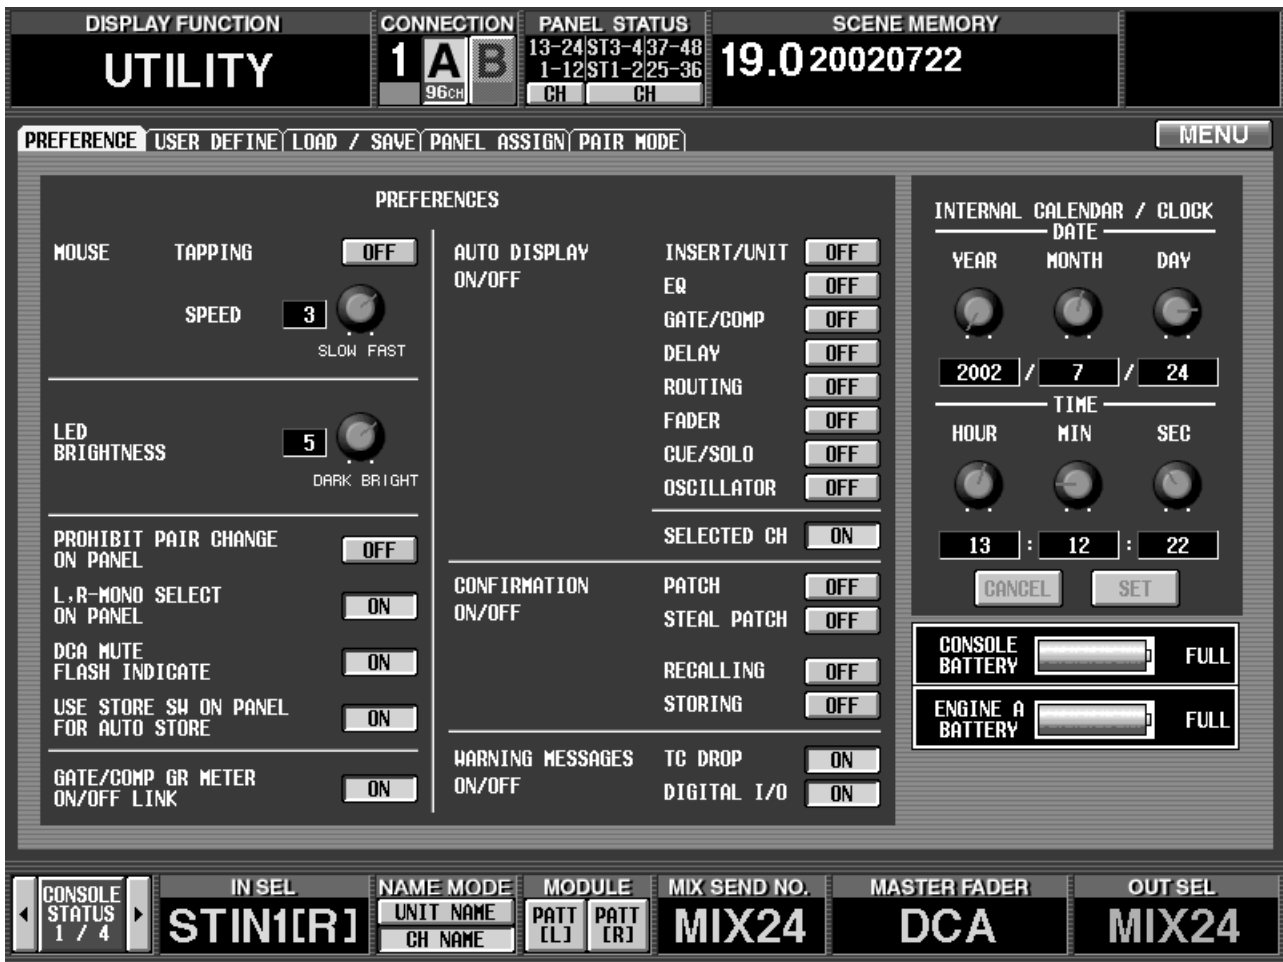 DISPLAY FUNCTION
UTILITY
CONNECTION
1 A B
96CH
PANEL STATUS
13-24 ST3-4 37-48
1-12 ST1-2 25-36
CH CH
SCENE MEMORY
19.0 20020722
PREFERENCE USER DEFINE LOAD / SAVE PANEL ASSIGN PAIR MODE
MENU
PREFERENCES
MOUSE TAPPING OFF
SPEED 3
SLOW FAST
LED
BRIGHTNESS 5
DARK BRIGHT
PROHIBIT PAIR CHANGE
ON PANEL OFF
L,R-MONO SELECT
ON PANEL ON
DCA MUTE
FLASH INDICATE ON
USE STORE SW ON PANEL
FOR AUTO STORE ON
GATE/COMP GR METER
ON/OFF LINK ON
AUTO DISPLAY
ON/OFF
INSERT/UNIT OFF
EQ OFF
GATE/COMP OFF
DELAY OFF
ROUTING OFF
FADER OFF
CUE/SOLO OFF
OSCILLATOR OFF
SELECTED CH ON
CONFIRMATION
ON/OFF
PATCH OFF
STEAL PATCH OFF
RECALLING OFF
STORING OFF
WARNING MESSAGES
ON/OFF
TC DROP ON
DIGITAL I/O ON
INTERNAL CALENDAR / CLOCK
DATE
YEAR MONTH DAY
2002 / 7 / 24
TIME
HOUR MIN SEC
13 : 12 : 22
CANCEL SET
CONSOLE
BATTERY FULL
ENGINE A
BATTERY FULL
CONSOLE
STATUS
1 / 4
IN SEL
STIN1[R]
NAME MODE
UNIT NAME
CH NAME
MODULE
PATT [L] PATT [R]
MIX SEND NO.
MIX24
MASTER FADER
DCA
OUT SEL
MIX24